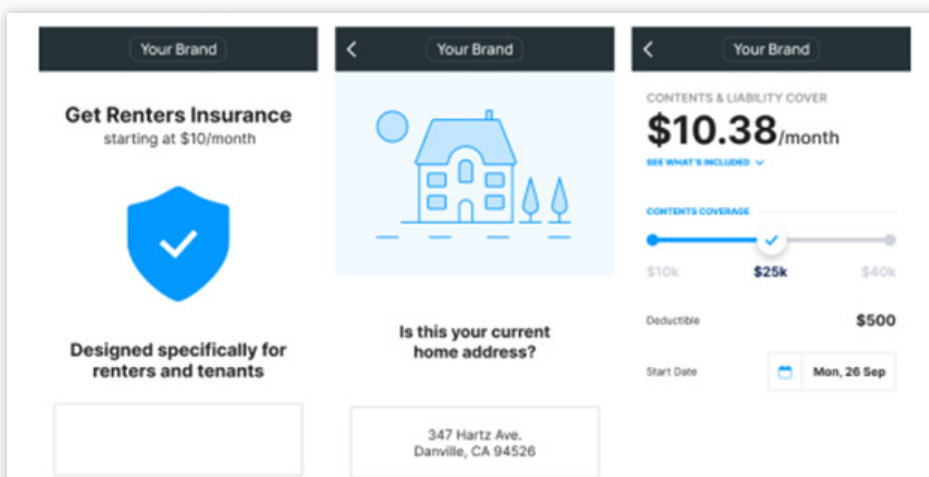 Your Brand
Get Renters Insurance
starting at $10/month
Designed specifically for
renters and tenants
Your Brand
Is this your current
home address?
347 Hartz Ave.
Danville, CA 94526
Your Brand
CONTENTS & LIABILITY COVER
$10.38/month
SEE WHAT'S INCLUDED
CONTENTS COVERAGE
$10k $25k $40k
Deductible $500
Start Date Mon, 26 Sep